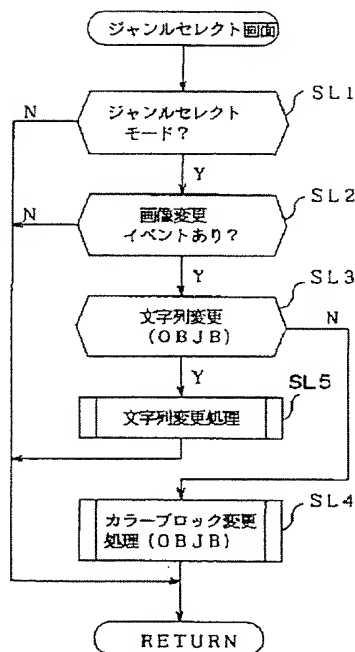 ジャンルセレクト画面
SL1
N
ジャンルセレクト
モード?
Y
SL2
N
画像変更
イベントあり?
Y
SL3
N
文字列変更
(OBJB)
Y
SL5
文字列変更処理
SL4
カラーブロック変更
処理(OBJB)
RETURN